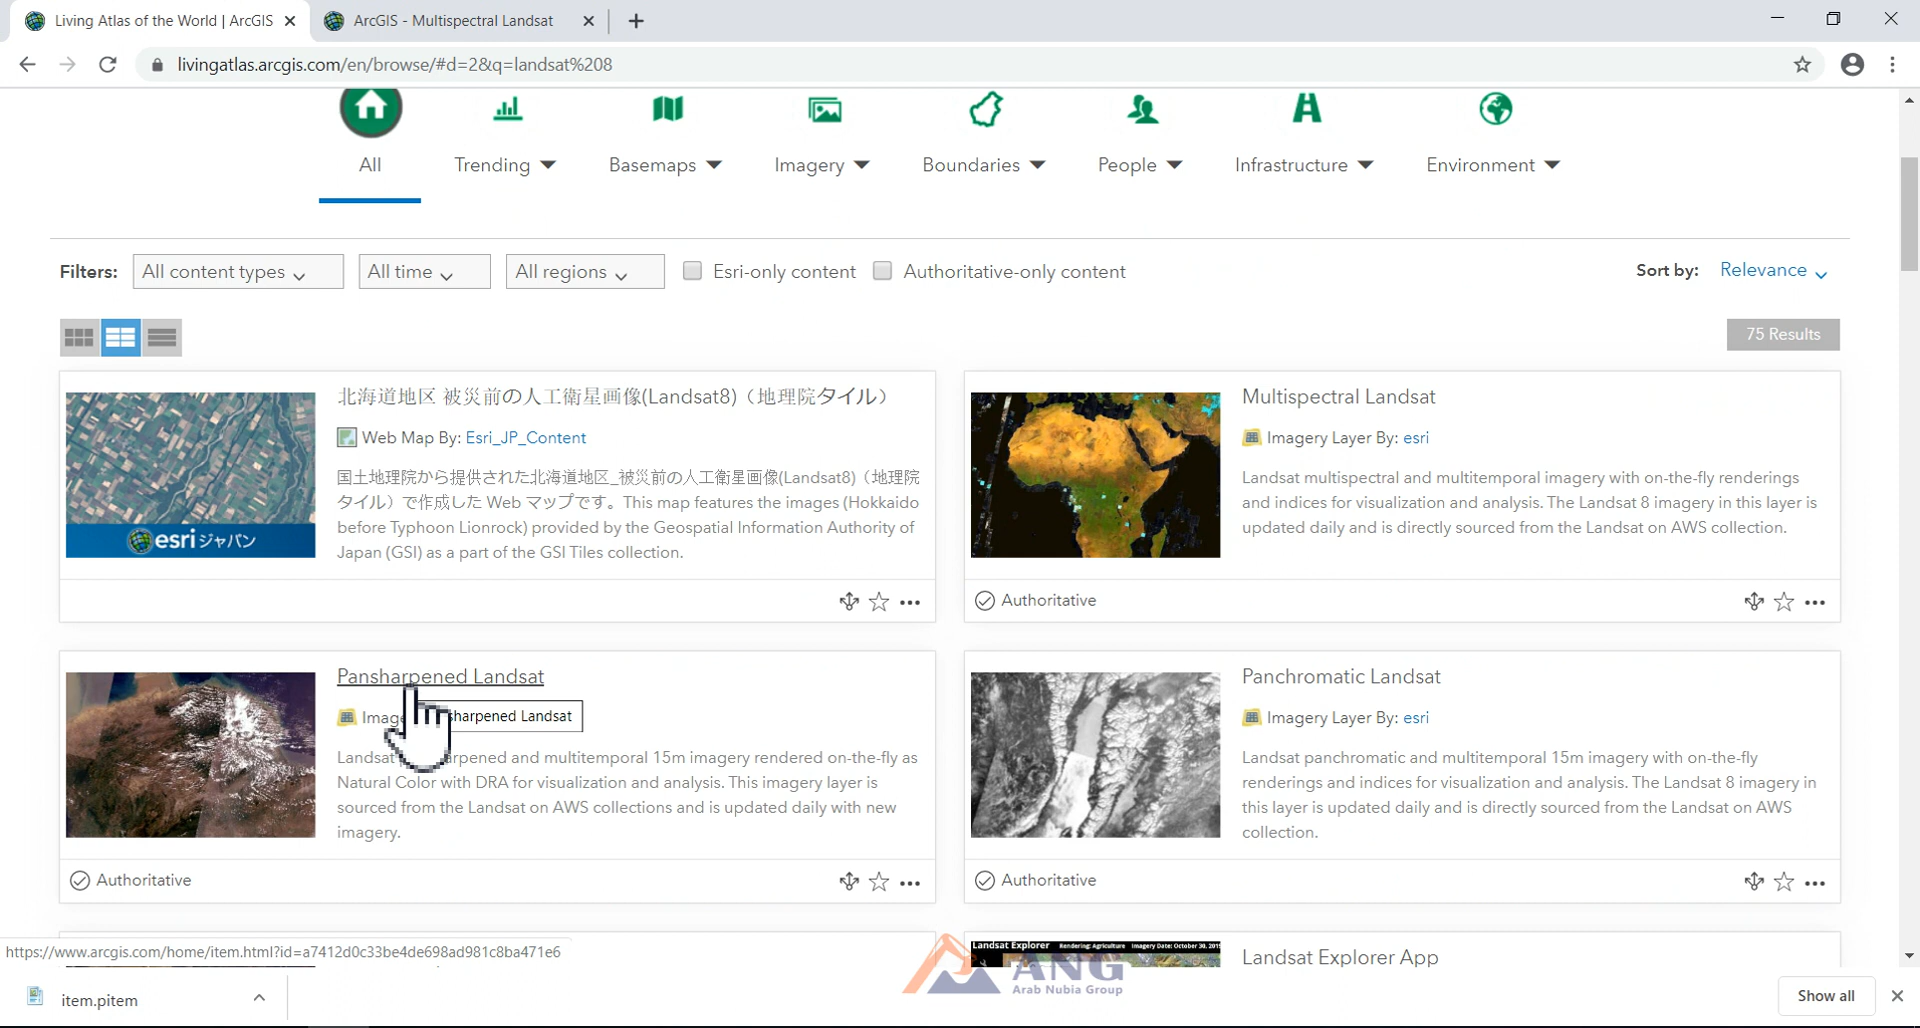 Living Atlas of the World | ArcGIS
ArcGIS - Multispectral Landsat
livingatlas.arcgis.com/en/browse/#d=2&q=landsat%208
All
Trending
Basemaps
Imagery
Boundaries
People
Infrastructure
Environment
Filters:
All content types
All time
All regions
Esri-only content
Authoritative-only content
Sort by: Relevance
75 Results
esri ジャパン
北海道地区 被災前の人工衛星画像(Landsat8)（地理院タイル）
Web Map By: Esri_JP_Content
国土地理院から提供された北海道地区_被災前の人工衛星画像(Landsat8)（地理院
タイル）で作成した Web マップです。This map features the images (Hokkaido
before Typhoon Lionrock) provided by the Geospatial Information Authority of
Japan (GSI) as a part of the GSI Tiles collection.
Multispectral Landsat
Imagery Layer By: esri
Landsat multispectral and multitemporal imagery with on-the-fly renderings
and indices for visualization and analysis. The Landsat 8 imagery in this layer is
updated daily and is directly sourced from the Landsat on AWS collection.
Authoritative
Pansharpened Landsat
Image
sharpened Landsat
Landsat arpened and multitemporal 15m imagery rendered on-the-fly as
Natural Color with DRA for visualization and analysis. This imagery layer is
sourced from the Landsat on AWS collections and is updated daily with new
imagery.
Authoritative
Panchromatic Landsat
Imagery Layer By: esri
Landsat panchromatic and multitemporal 15m imagery with on-the-fly
renderings and indices for visualization and analysis. The Landsat 8 imagery in
this layer is updated daily and is directly sourced from the Landsat on AWS
collection.
Authoritative
https://www.arcgis.com/home/item.html?id=a7412d0c33be4de698ad981c8ba471e6
Landsat Explorer Rendering: Agriculture Imagery Date: October 30, 201
Landsat Explorer App
ANG
Arab Nubia Group
item.pitem
Show all